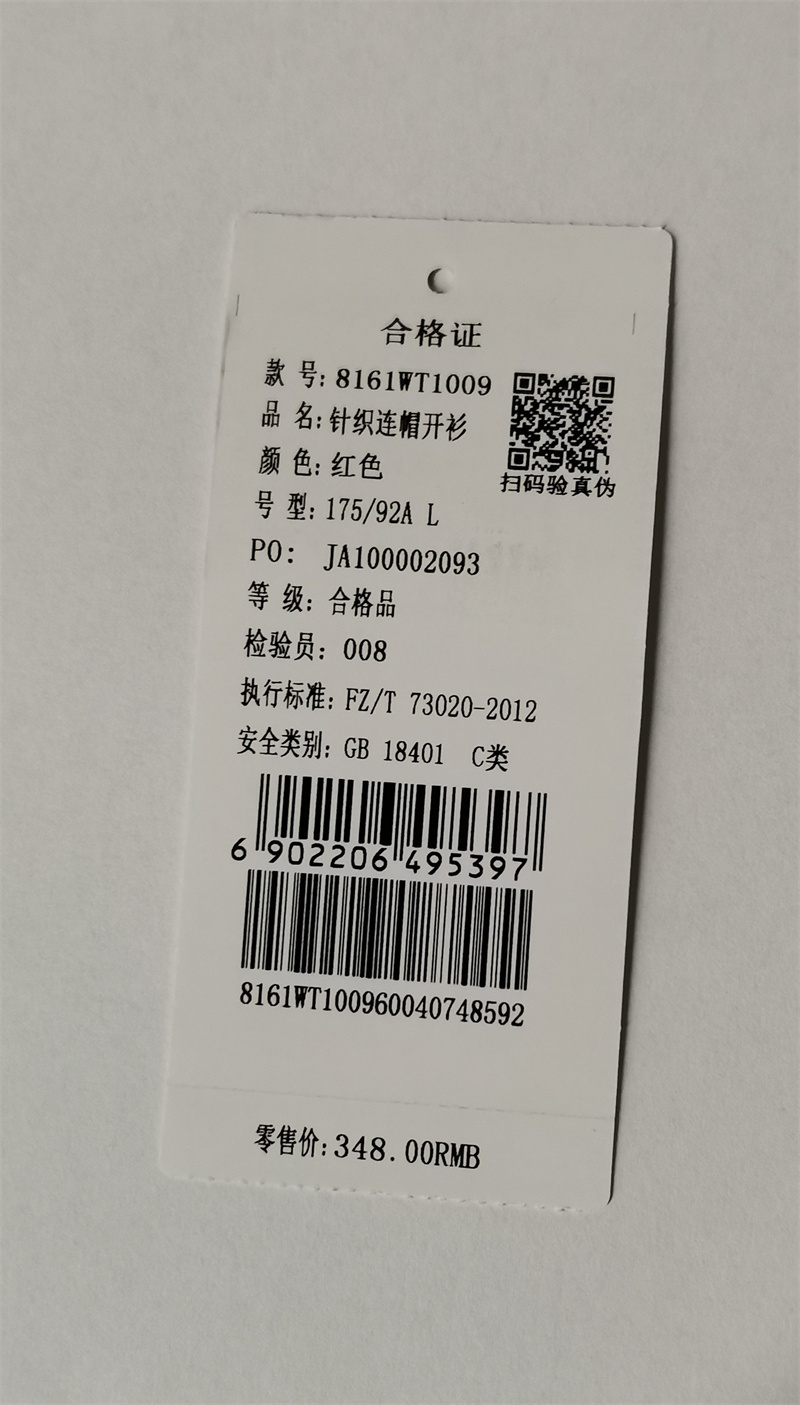 合格证
款 号: 8161WT1009
品 名: 针织连帽开衫
颜 色: 红色
扫码验真伪
号 型: 175/92A L
PO: JA100002093
等 级: 合格品
检验员: 008
执行标准: FZ/T 73020-2012
安全类别: GB 18401 C类
6 902206 495397
8161WT100960040748592
零售价: 348.00RMB